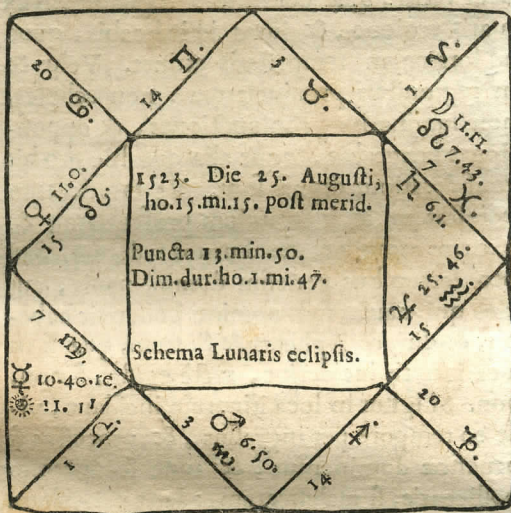 14 ♊.
3 ♉.
20 ♋.
1 ♈.
☽ 11.11.
☊ 7.43.
7 ♓.
♄ 6.1.
♀ 11.0.
15 ♌.
1523. Die 25. Auguſti,
ho.15.mi.15. poſt merid.
Puncta 13.min.50.
Dim.dur.ho.1.mi.47.
Schema Lunaris eclipſis.
♃ 25. 46.
15 ♒.
7 ♍.
☿ 10.40.re.
☉ 11. 11
1 ♎.
3 ♏.
♂ 6.50.
14 ♐.
20 ♑.